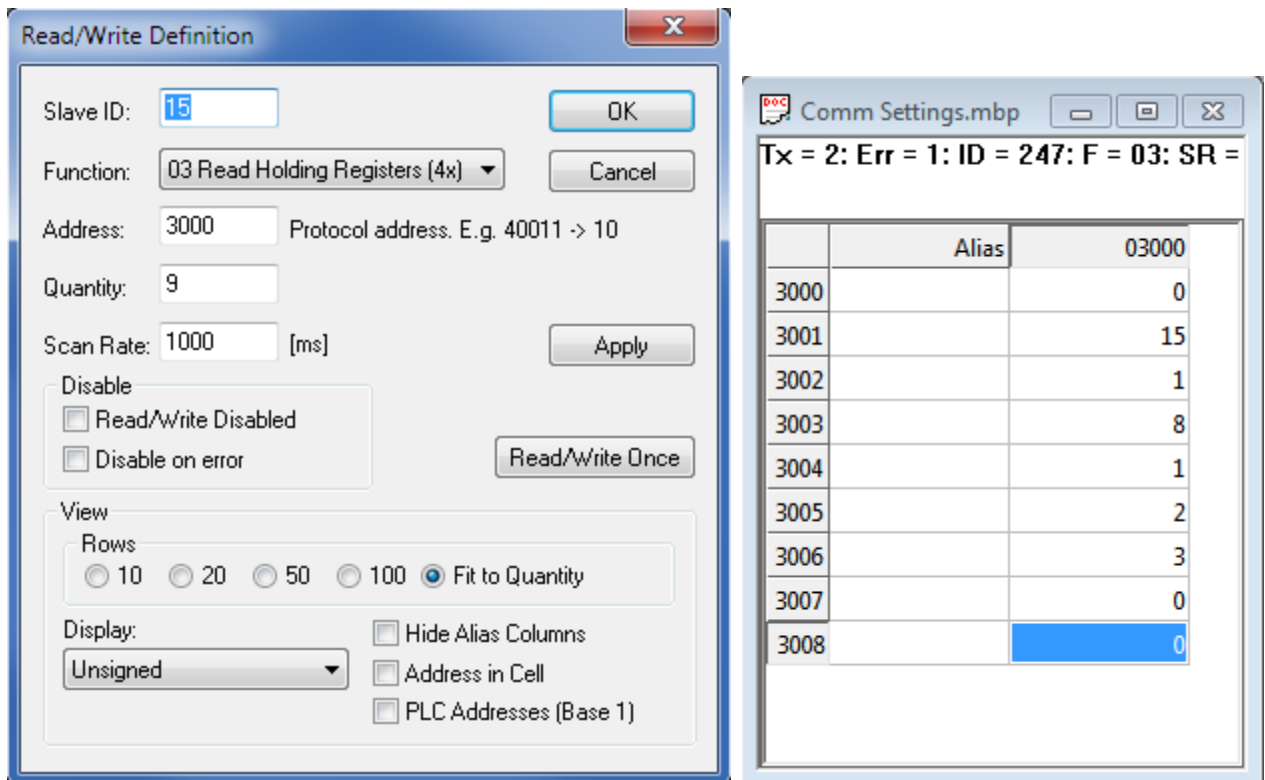 Read/Write Definition
Slave ID: 15 OK
Function: 03 Read Holding Registers (4x) Cancel
Address: 3000 Protocol address. E.g. 40011 -> 10
Quantity: 9
Scan Rate: 1000 [ms] Apply
Disable
Read/Write Disabled
Disable on error
Read/Write Once
View
Rows
10 20 50 100 Fit to Quantity
Display:
Unsigned
Hide Alias Columns
Address in Cell
PLC Addresses (Base 1)
DOC Comm Settings.mbp
Tx = 2: Err = 1: ID = 247: F = 03: SR =
Alias 03000
3000 0
3001 15
3002 1
3003 8
3004 1
3005 2
3006 3
3007 0
3008 0